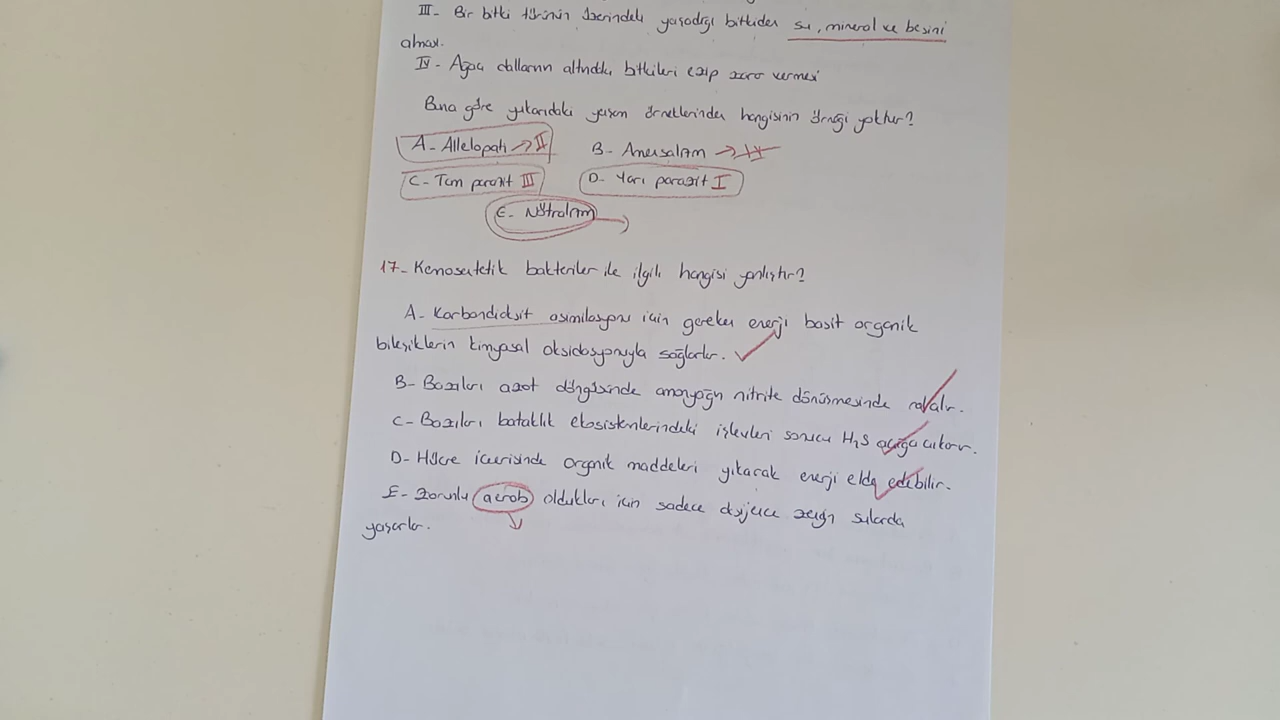 III- Bir bitki türünün üzerindeki yaşadığı bitkiden su, mineral ve besini
alması.
IV- Ağaç dallarının altındaki bitkileri ezip zarar vermesi
Buna göre yukarıdaki yaşam örneklerinden hangisinin örneği yoktur?
A- Allelopati → II B- Amensalizm → IV
C- Tam parazit III D- Yarı parazit I
E- Nötralizm
17- Kemosentetik bakteriler ile ilgili hangisi yanlıştır?
A- Karbondioksit asimilasyonu için gereken enerji basit organik
bileşiklerin kimyasal oksidasyonuyla sağlarlar.
B- Bazıları azot döngüsünde amonyağın nitrite dönüşmesinde rol alır.
C- Bazıları, bataklık ekosistemlerindeki işlevleri sonucu H₂S açığa çıkarır.
D- Hücre içerisinde organik maddeleri yıkarak enerji elde edebilir.
E- Zorunlu aerob oldukları için sadece oksijence zengin sularda
yaşarlar.